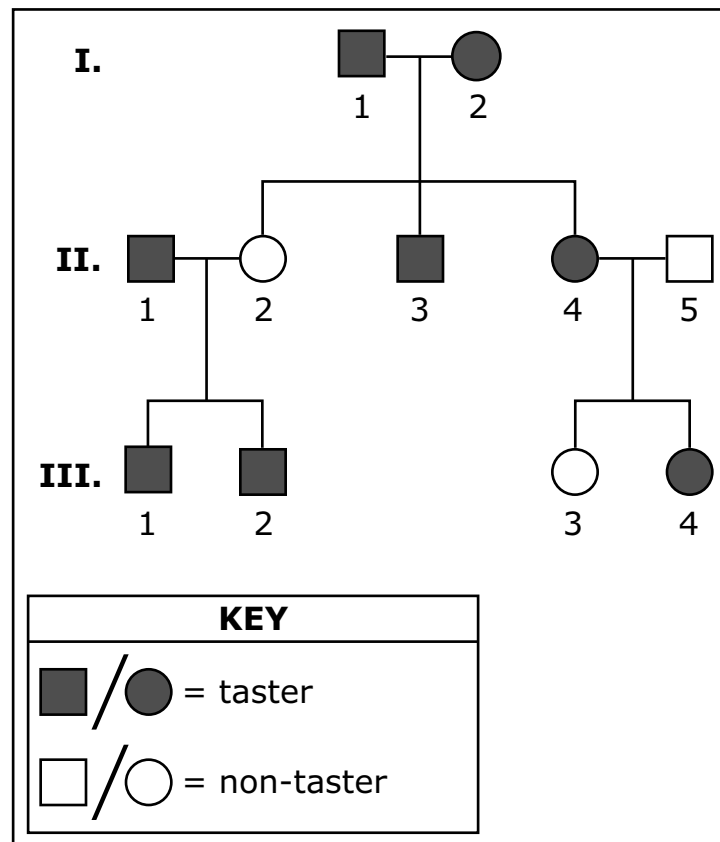 I.
1 2
II.
1 2 3 4 5
III.
1 2 3 4
KEY
= taster
= non-taster